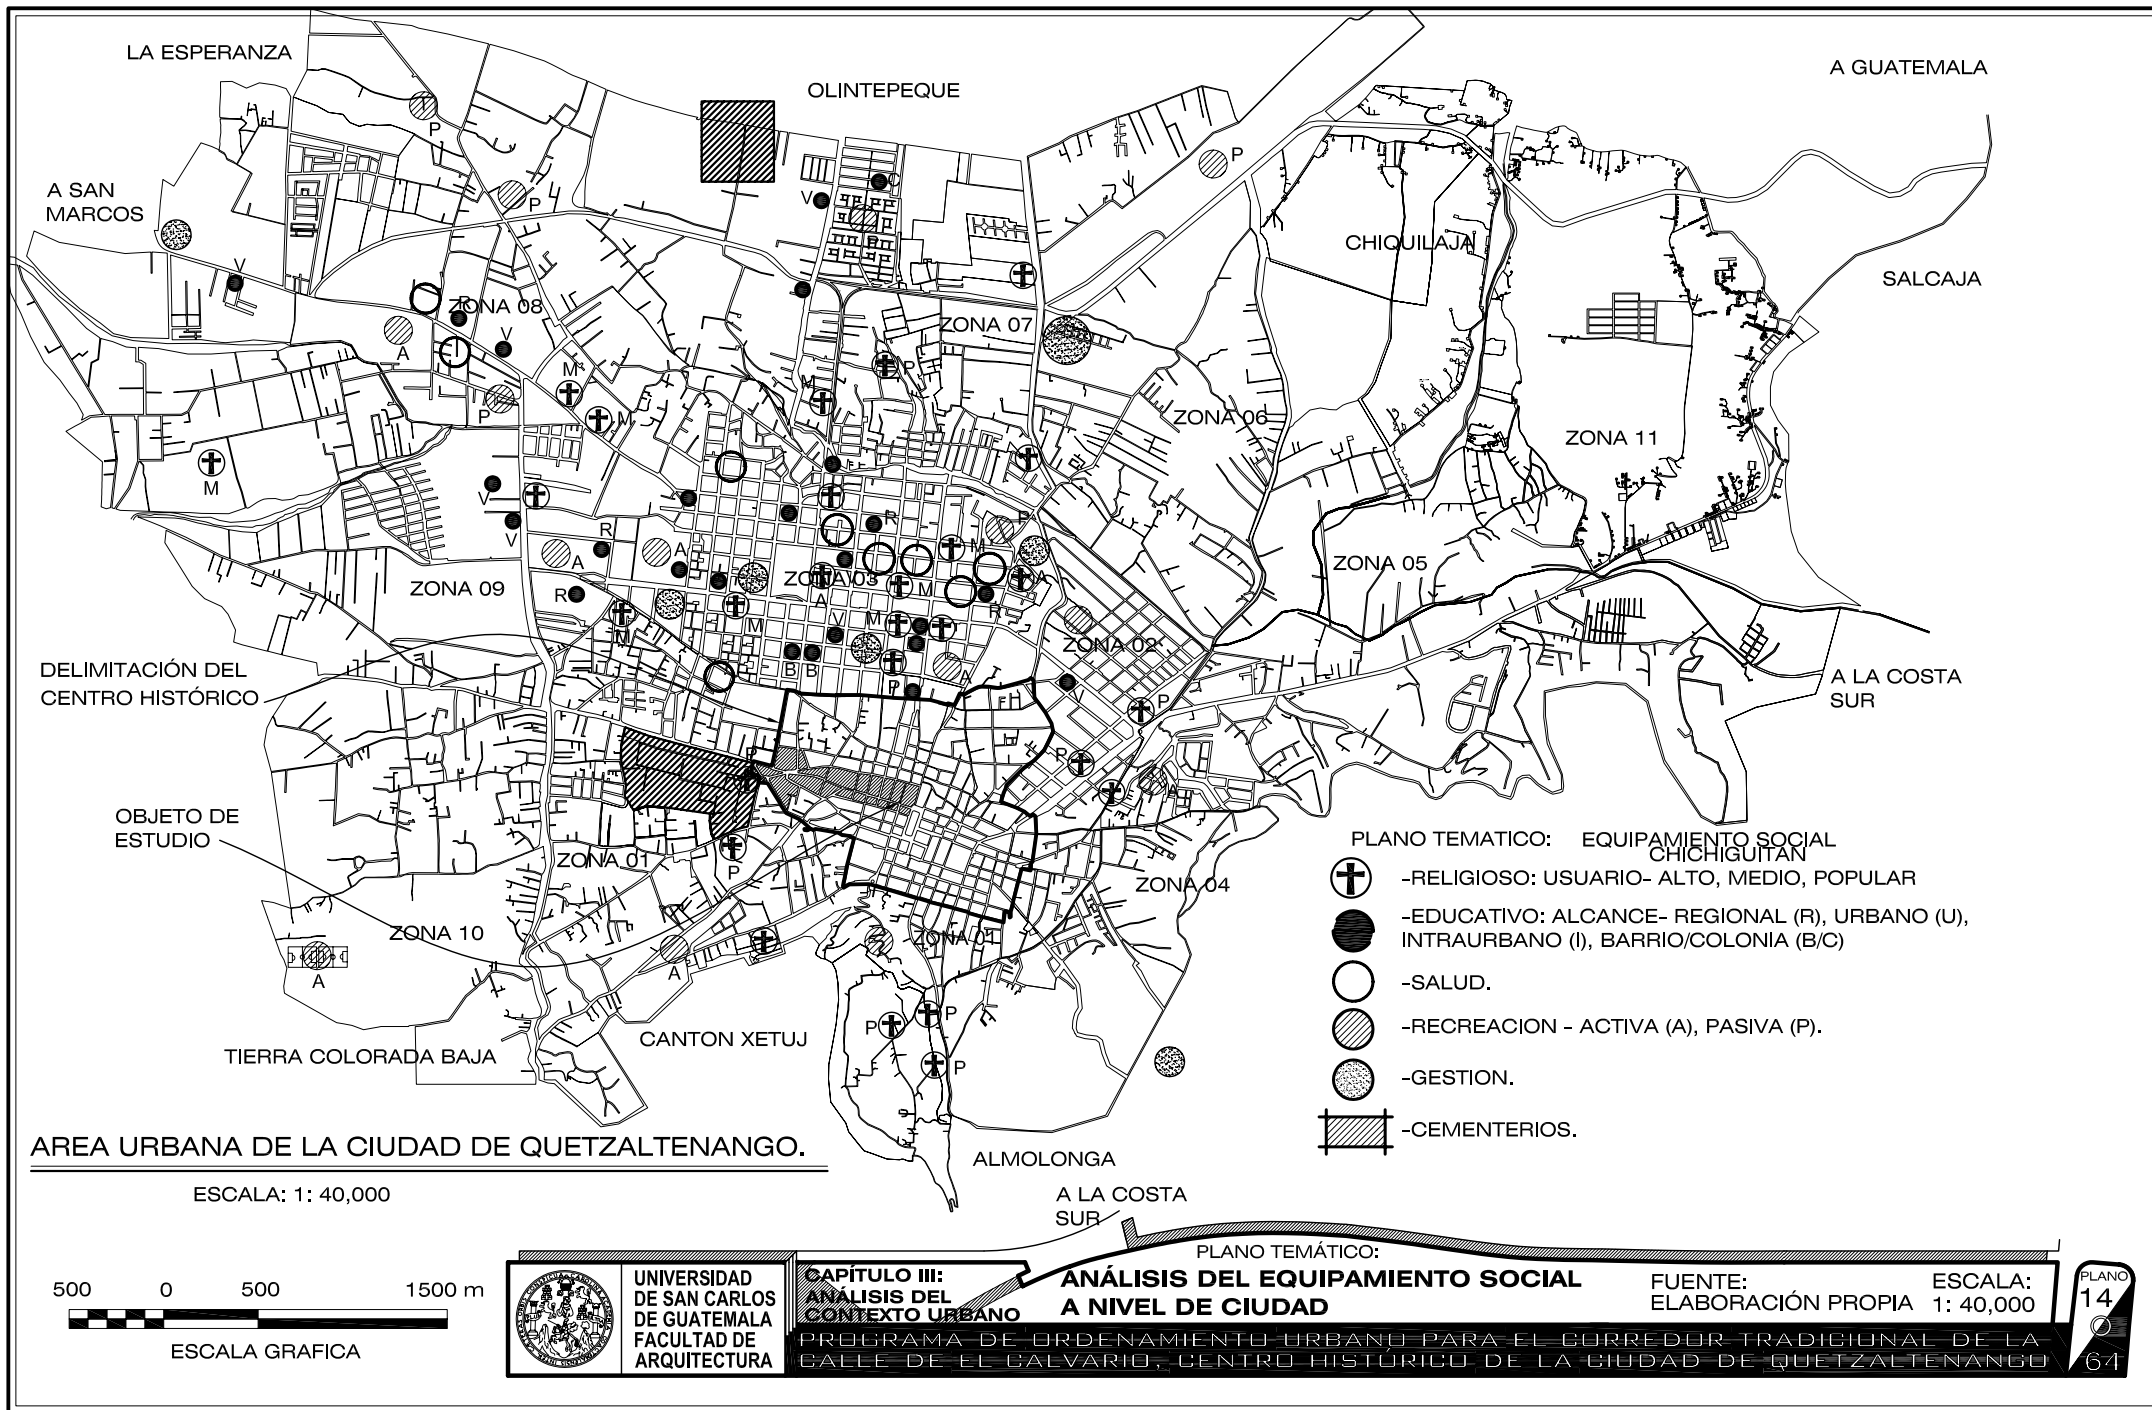 LA ESPERANZA
OLINTEPEQUE
A GUATEMALA
A SAN
MARCOS
CHIQUILAJA
SALCAJA
ZONA 08
ZONA 07
ZONA 06
ZONA 11
ZONA 05
ZONA 09
ZONA 03
ZONA 02
DELIMITACIÓN DEL
CENTRO HISTÓRICO
A LA COSTA
SUR
OBJETO DE
ESTUDIO
ZONA 01
ZONA 04
ZONA 10
ZONA 01
TIERRA COLORADA BAJA
CANTON XETUJ
ALMOLONGA
A LA COSTA
SUR
PLANO TEMATICO: EQUIPAMIENTO SOCIAL
CHICHIGUITAN
-RELIGIOSO: USUARIO- ALTO, MEDIO, POPULAR
-EDUCATIVO: ALCANCE- REGIONAL (R), URBANO (U),
INTRAURBANO (I), BARRIO/COLONIA (B/C)
-SALUD.
-RECREACION - ACTIVA (A), PASIVA (P).
-GESTION.
-CEMENTERIOS.
AREA URBANA DE LA CIUDAD DE QUETZALTENANGO.
ESCALA: 1: 40,000
500 0 500 1500 m
ESCALA GRAFICA
UNIVERSIDAD
DE SAN CARLOS
DE GUATEMALA
FACULTAD DE
ARQUITECTURA
CAPÍTULO III:
ANÁLISIS DEL
CONTEXTO URBANO
PLANO TEMÁTICO:
ANÁLISIS DEL EQUIPAMIENTO SOCIAL
A NIVEL DE CIUDAD
FUENTE:
ELABORACIÓN PROPIA
ESCALA:
1: 40,000
PLANO
14
64
PROGRAMA DE ORDENAMIENTO URBANO PARA EL CORREDOR TRADICIONAL DE LA
CALLE DE EL CALVARIO, CENTRO HISTÓRICO DE LA CIUDAD DE QUETZALTENANGO